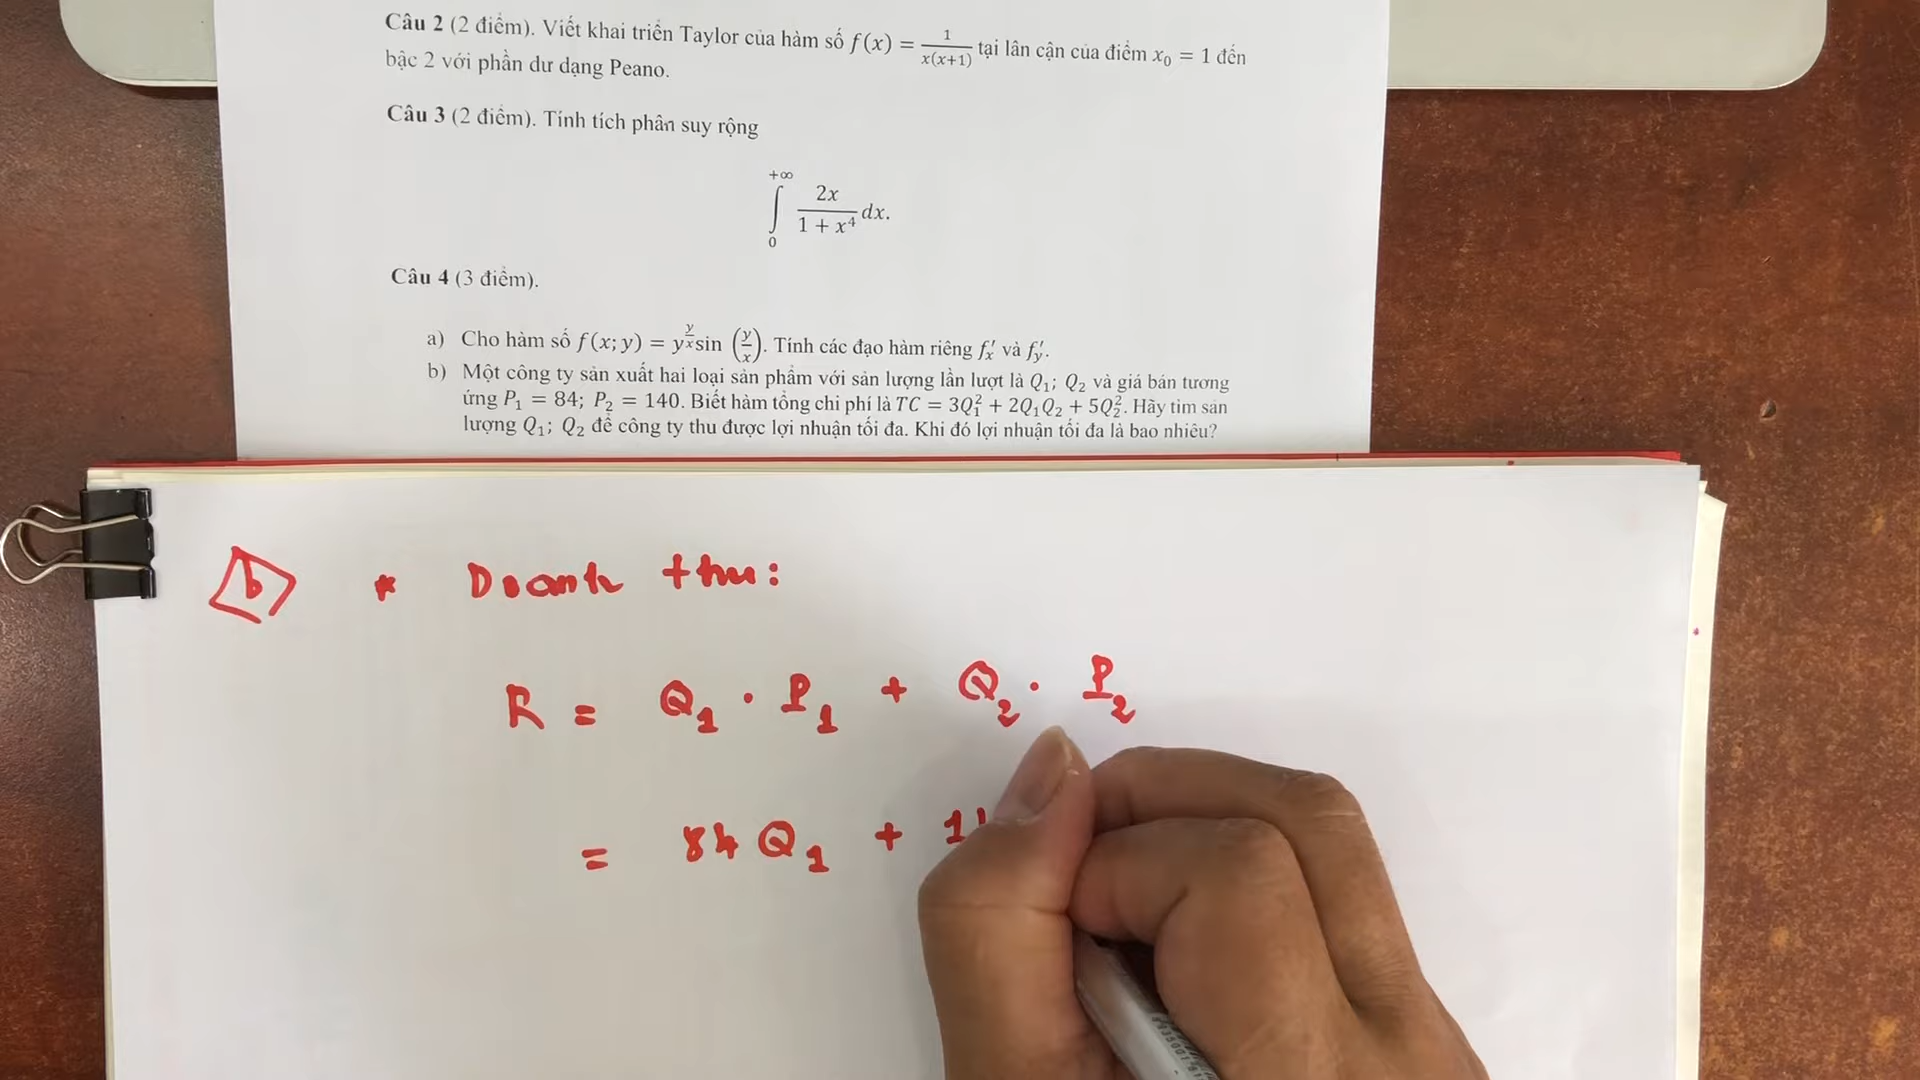 Câu 2 (2 điểm). Viết khai triển Taylor của hàm số f(x) = 1/(x(x+1)) tại lân cận của điểm x₀ = 1 đến
bậc 2 với phần dư dạng Peano.
Câu 3 (2 điểm). Tính tích phân suy rộng
∫₀^{+∞} 2x/(1 + x⁴) dx.
Câu 4 (3 điểm).
a) Cho hàm số f(x; y) = y^{y/x} sin (y/x). Tính các đạo hàm riêng f'ₓ và f'_y.
b) Một công ty sản xuất hai loại sản phẩm với sản lượng lần lượt là Q₁; Q₂ và giá bán tương
ứng P₁ = 84; P₂ = 140. Biết hàm tổng chi phí là TC = 3Q₁² + 2Q₁Q₂ + 5Q₂². Hãy tìm sản
lượng Q₁; Q₂ để công ty thu được lợi nhuận tối đa. Khi đó lợi nhuận tối đa là bao nhiêu?
b * Doanh thu:
R = Q₁ · P₁ + Q₂ · P₂
= 84 Q₁ + 1